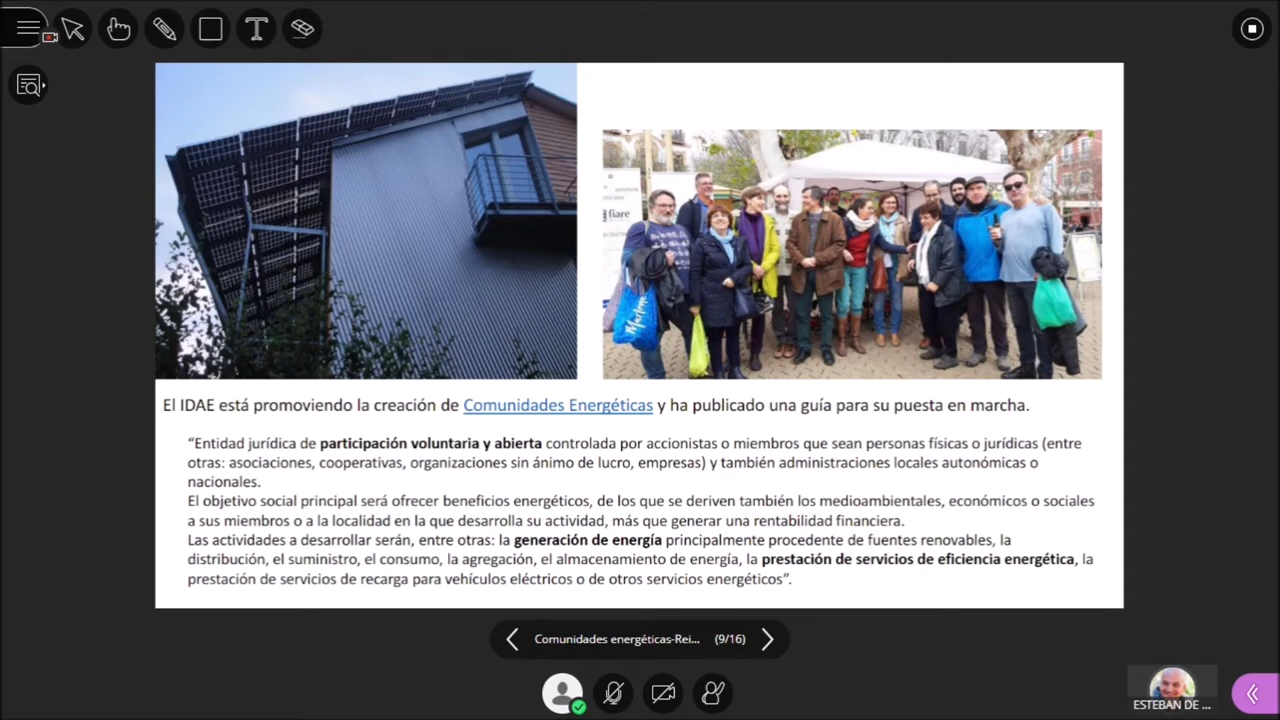 fiare
El IDAE está promoviendo la creación de Comunidades Energéticas y ha publicado una guía para su puesta en marcha.
“Entidad jurídica de participación voluntaria y abierta controlada por accionistas o miembros que sean personas físicas o jurídicas (entre
otras: asociaciones, cooperativas, organizaciones sin ánimo de lucro, empresas) y también administraciones locales autonómicas o
nacionales.
El objetivo social principal será ofrecer beneficios energéticos, de los que se deriven también los medioambientales, económicos o sociales
a sus miembros o a la localidad en la que desarrolla su actividad, más que generar una rentabilidad financiera.
Las actividades a desarrollar serán, entre otras: la generación de energía principalmente procedente de fuentes renovables, la
distribución, el suministro, el consumo, la agregación, el almacenamiento de energía, la prestación de servicios de eficiencia energética, la
prestación de servicios de recarga para vehículos eléctricos o de otros servicios energéticos”.
Comunidades energéticas-Rei... (9/16)
ESTEBAN DE ...